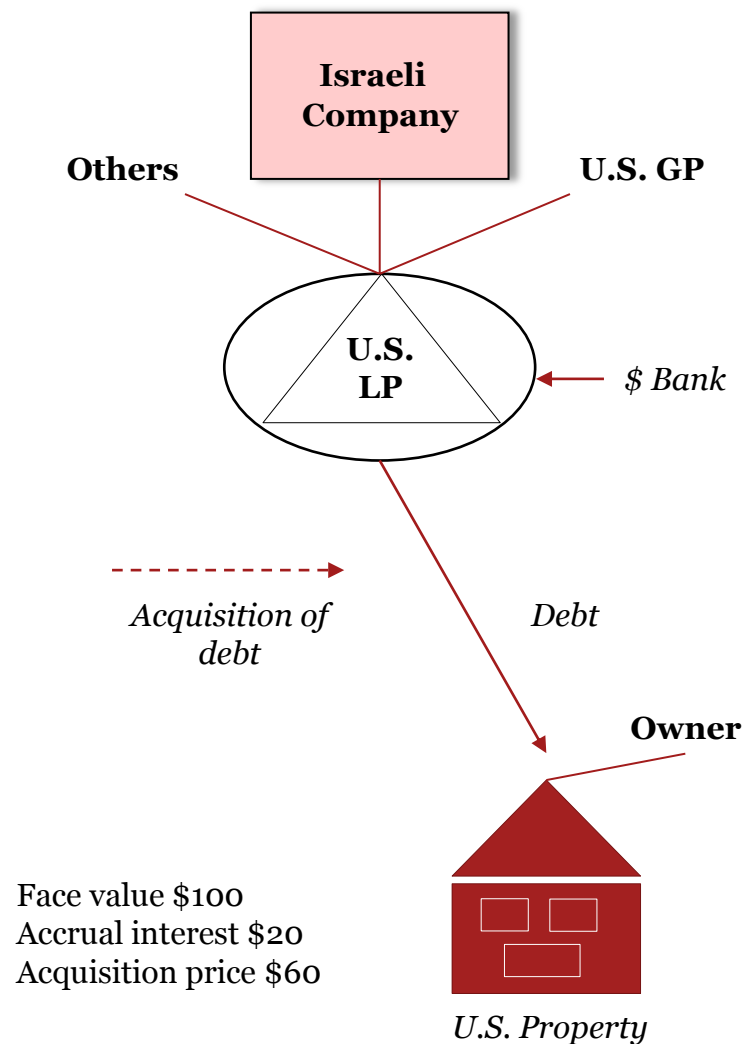 Israeli
Company
Others
U.S. GP
U.S.
LP
$ Bank
Acquisition of
debt
Debt
Owner
Face value $100
Accrual interest $20
Acquisition price $60
U.S. Property